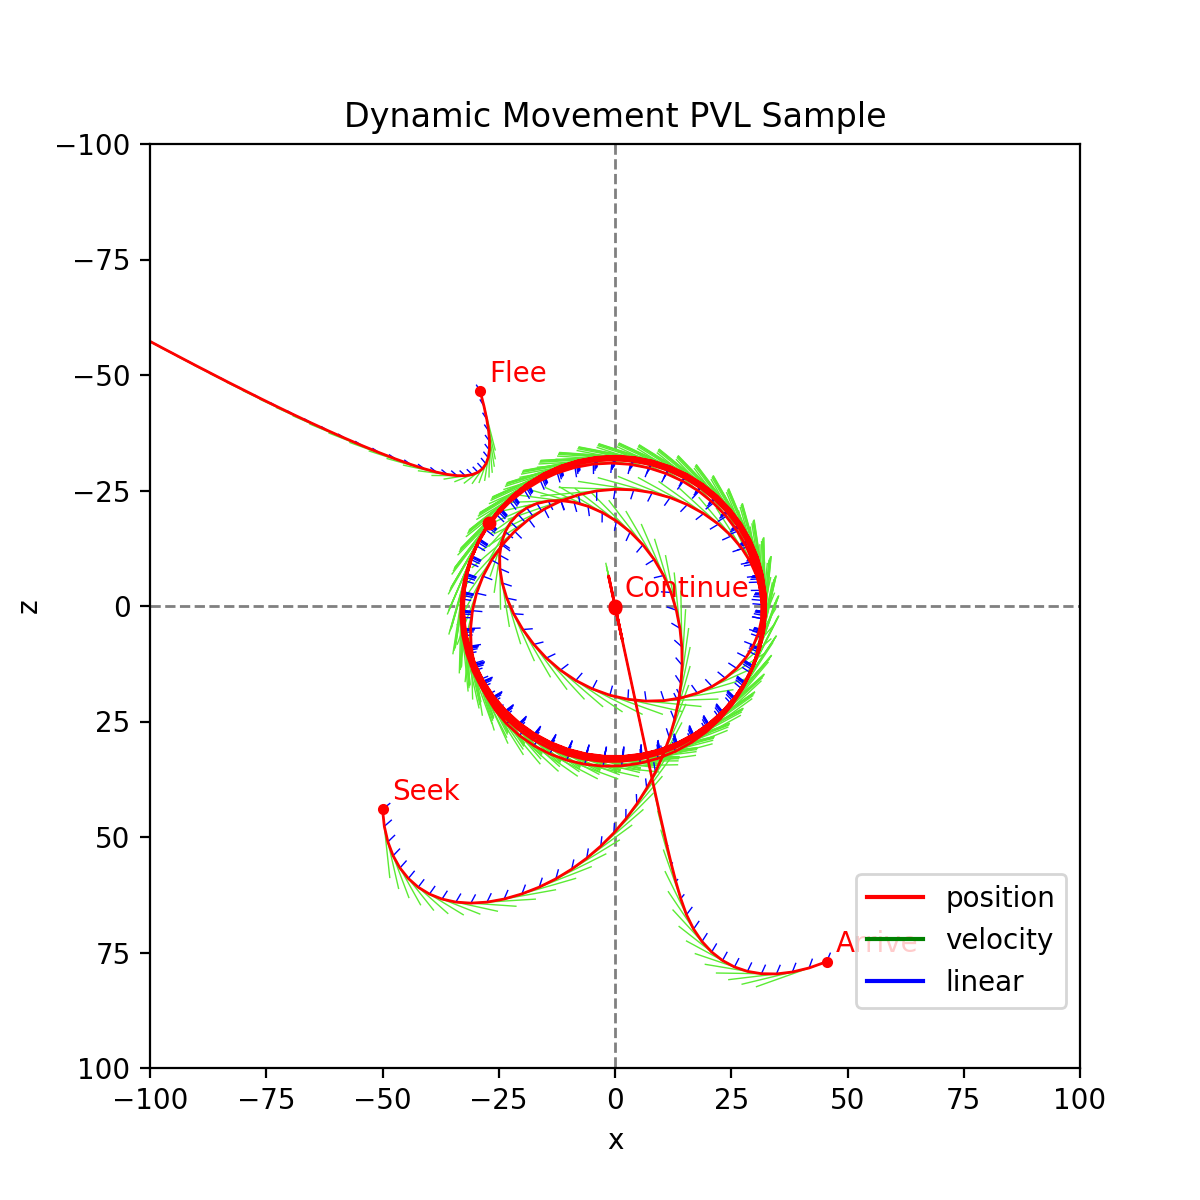 Dynamic Movement PVL Sample
−100
−75
−50
−25
0
25
50
75
100
z
Flee
Continue
Seek
Arrive
position
velocity
linear
−100 −75 −50 −25 0 25 50 75 100
x